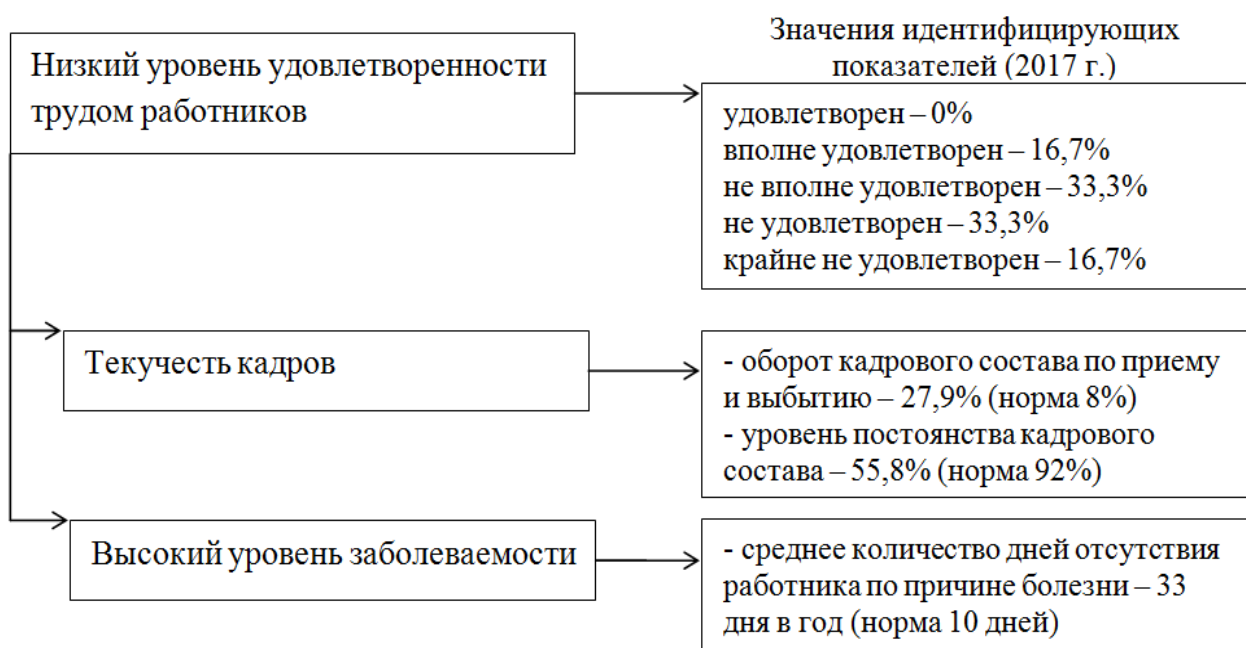 Значения идентифицирующих
показателей (2017 г.)
Низкий уровень удовлетворенности
трудом работников
удовлетворен – 0%
вполне удовлетворен – 16,7%
не вполне удовлетворен – 33,3%
не удовлетворен – 33,3%
крайне не удовлетворен – 16,7%
Текучесть кадров
- оборот кадрового состава по приему
и выбытию – 27,9% (норма 8%)
- уровень постоянства кадрового
состава – 55,8% (норма 92%)
Высокий уровень заболеваемости
- среднее количество дней отсутствия
работника по причине болезни – 33
дня в год (норма 10 дней)